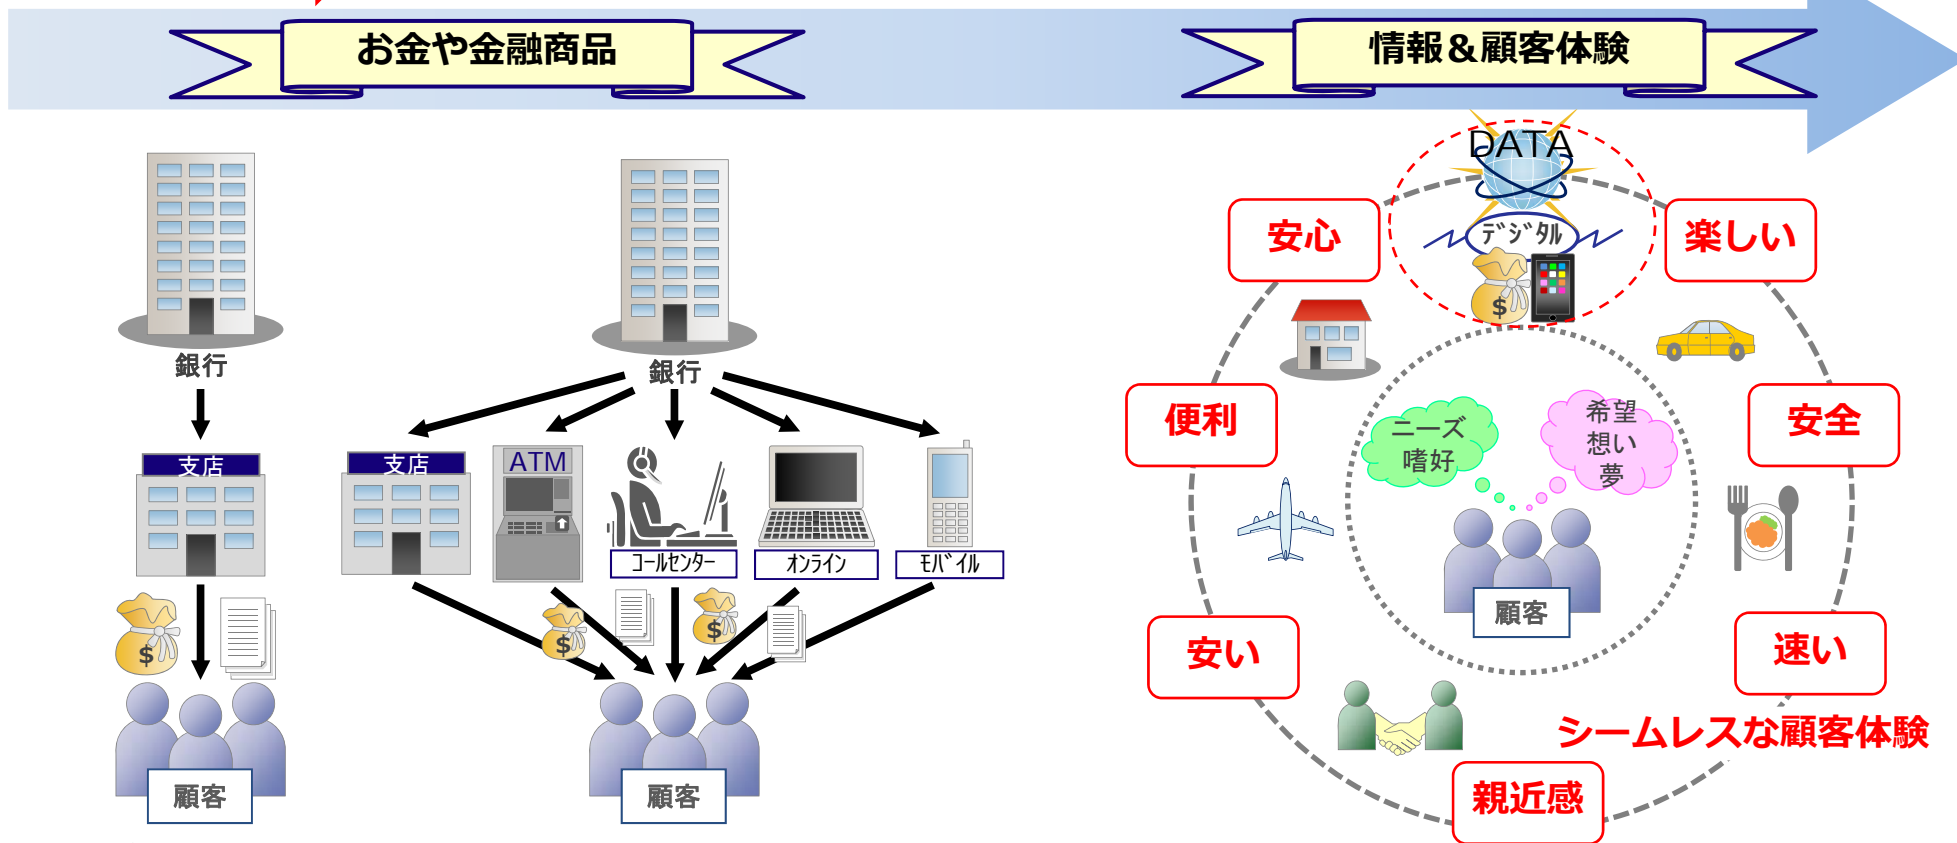 お金や金融商品
情報&顧客体験
銀行
支店
$
顧客
銀行
支店
ATM
コールセンター
オンライン
モバイル
$
$
顧客
DATA
デジタル
$
安心
楽しい
便利
安全
ニーズ
嗜好
希望
想い
夢
顧客
安い
速い
シームレスな顧客体験
親近感